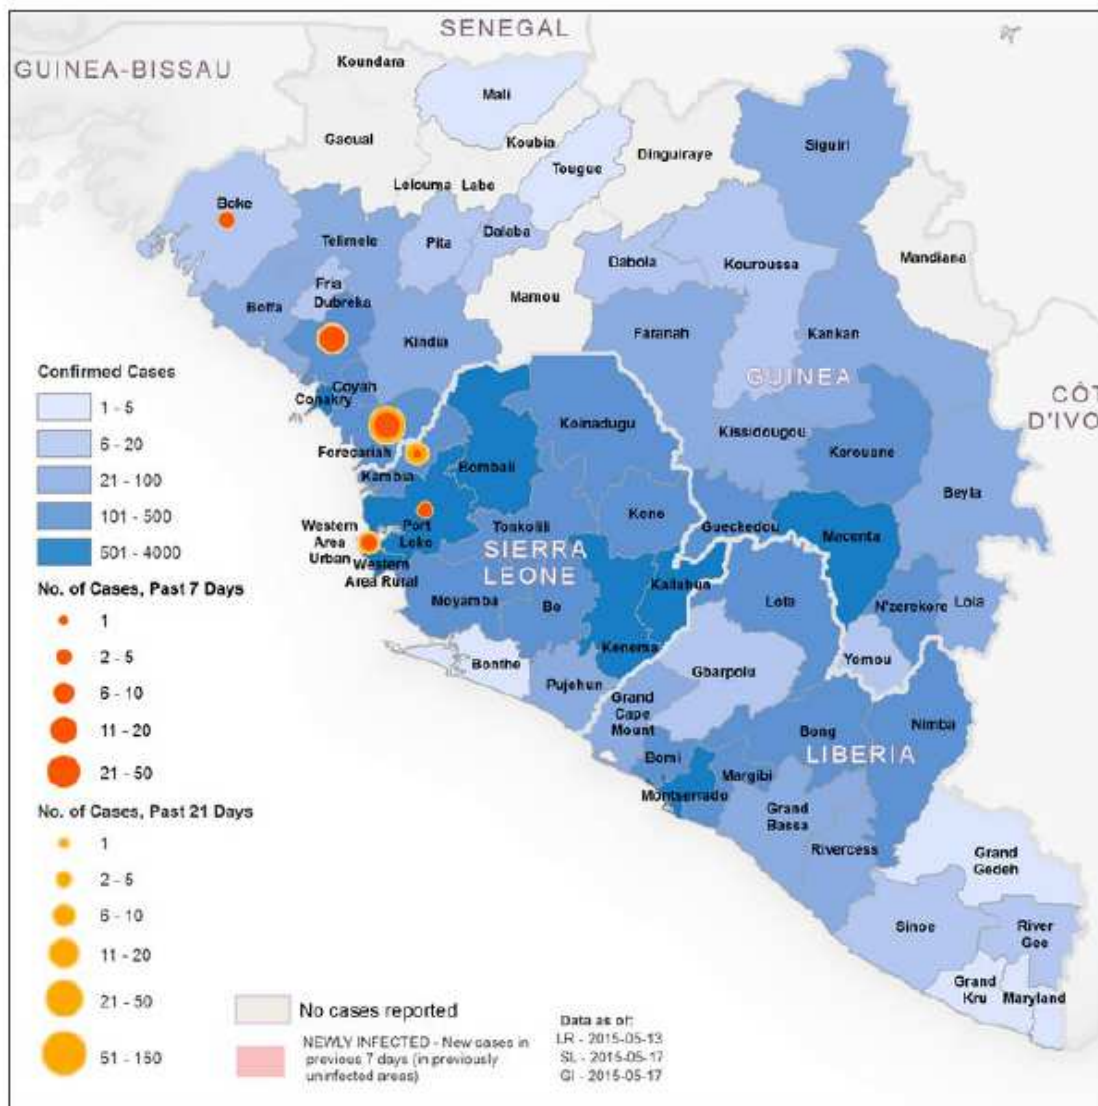 SENEGAL
GUINEA-BISSAU
Koundara
Mali
Gaoual
Koubia
Tougue
Dinguiraye
Siguiri
Lelouma Labe
Boke
Telimele
Pita
Dalaba
Dabola
Kouroussa
Mandiana
Fria
Dubreka
Boffa
Mamou
Kindia
Faranah
Kankan
GUINEA
CÔT
D'IVO
Coyah
Conakry
Forecariah
Kambia
Bombali
Koinadugu
Kissidougou
Kerouane
Beyla
Western
Area
Urban
Port
Loko
Tonkolili
Kono
Gueckedou
Macenta
SIERRA
LEONE
Western
Area Rural
Moyamba
Bo
Kailahun
Lofa
N'zerekore
Lola
Kenema
Yomou
Bonthe
Pujehun
Gbarpolu
Grand
Cape
Mount
Bong
Nimba
LIBERIA
Bomi
Margibi
Montserrado
Grand
Bassa
Rivercess
Grand
Gedeh
Sinoe
River
Gee
Grand
Kru
Maryland
Confirmed Cases
1 - 5
6 - 20
21 - 100
101 - 500
501 - 4000
No. of Cases, Past 7 Days
1
2 - 5
6 - 10
11 - 20
21 - 50
No. of Cases, Past 21 Days
1
2 - 5
6 - 10
11 - 20
21 - 50
51 - 150
No cases reported
NEWLY INFECTED - New cases in
previous 7 days (in previously
uninfected areas)
Data as of:
LR - 2015-05-13
SL - 2015-05-17
GI - 2015-05-17